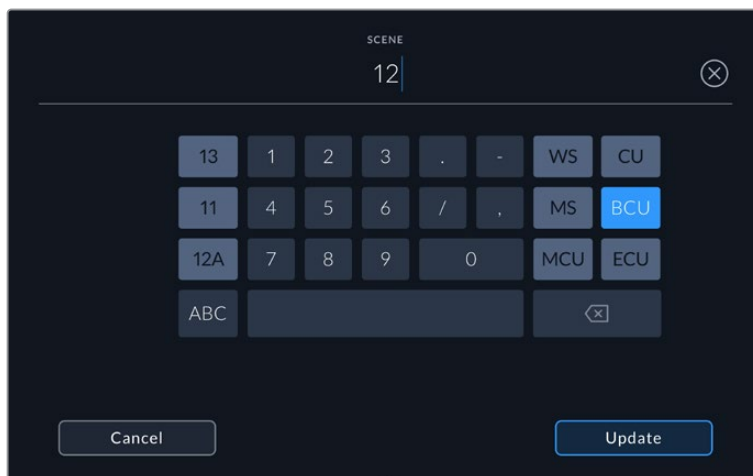 SCENE
12
13 1 2 3 . - WS CU
11 4 5 6 / , MS BCU
12A 7 8 9 0 MCU ECU
ABC
Cancel Update